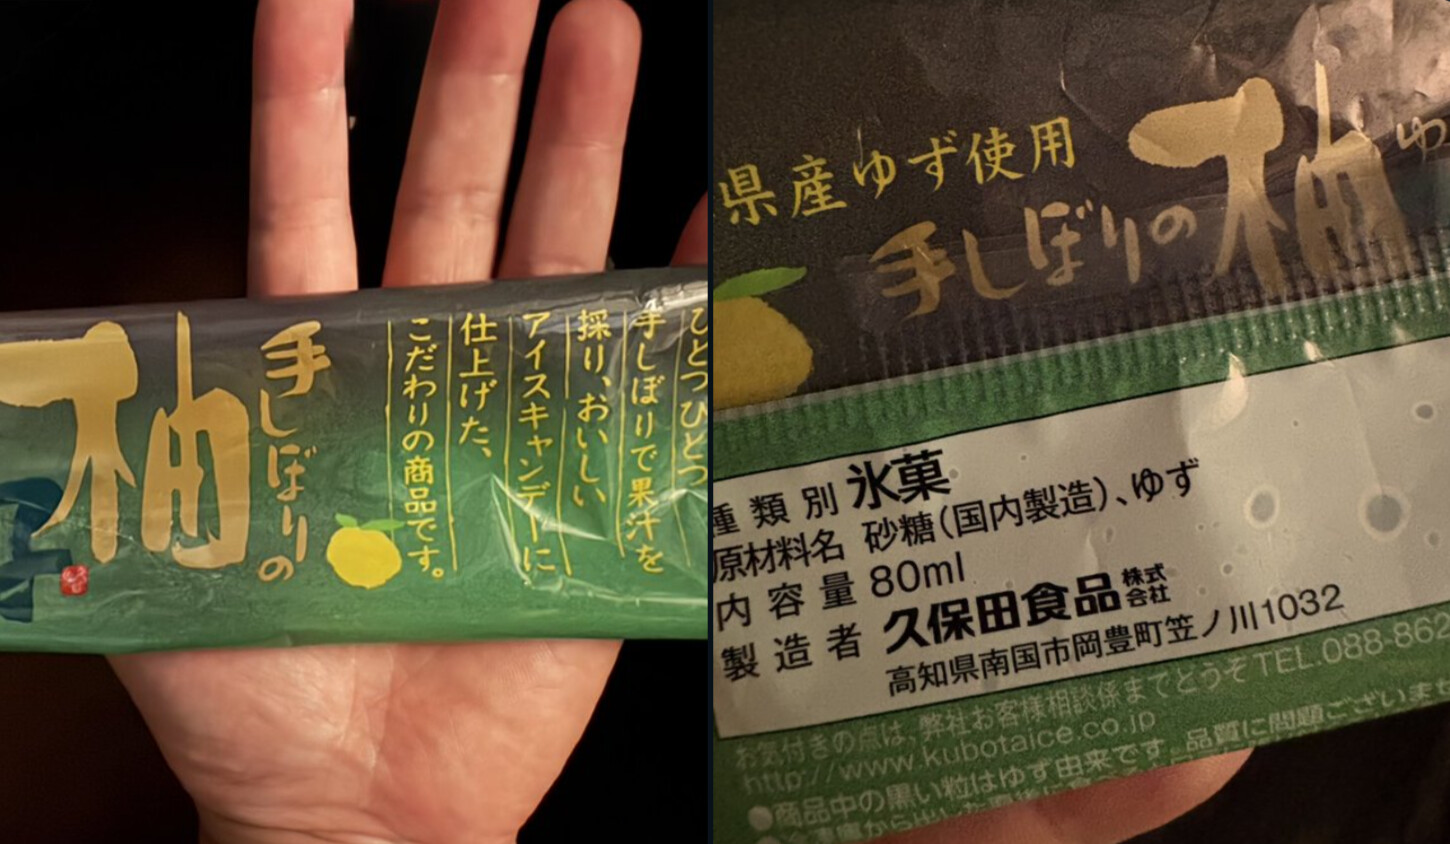 ひとつひとつ
手しぼりで果汁を
採り、おいしい
アイスキャンデーに
仕上げた、
こだわりの商品です。
手しぼりの
柚
県産ゆず使用
手しぼりの
柚
ゆ
種類別 氷菓
原材料名 砂糖(国内製造)、ゆず
内容量 80ml
製造者 久保田食品株式会社
高知県南国市岡豊町笠ノ川1032
お気付きの点は、弊社お客様相談係までどうぞTEL.088-862
http://www.kubotaice.co.jp
●商品中の黒い粒はゆず由来です。品質に問題ございませ